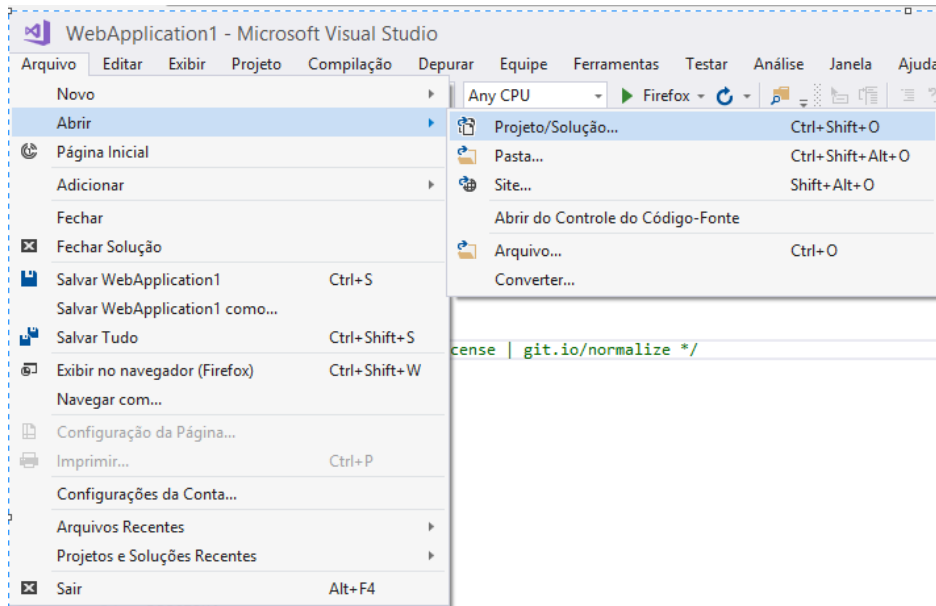 WebApplication1 - Microsoft Visual Studio
Arquivo Editar Exibir Projeto Compilação Depurar Equipe Ferramentas Testar Análise Janela Ajuda
Any CPU Firefox
Novo
Abrir
Página Inicial
Adicionar
Fechar
Fechar Solução
Salvar WebApplication1 Ctrl+S
Salvar WebApplication1 como...
Salvar Tudo Ctrl+Shift+S
Exibir no navegador (Firefox) Ctrl+Shift+W
Navegar com...
Configuração da Página...
Imprimir... Ctrl+P
Configurações da Conta...
Arquivos Recentes
Projetos e Soluções Recentes
Sair Alt+F4
Projeto/Solução... Ctrl+Shift+O
Pasta... Ctrl+Shift+Alt+O
Site... Shift+Alt+O
Abrir do Controle do Código-Fonte
Arquivo... Ctrl+O
Converter...
cense | git.io/normalize */